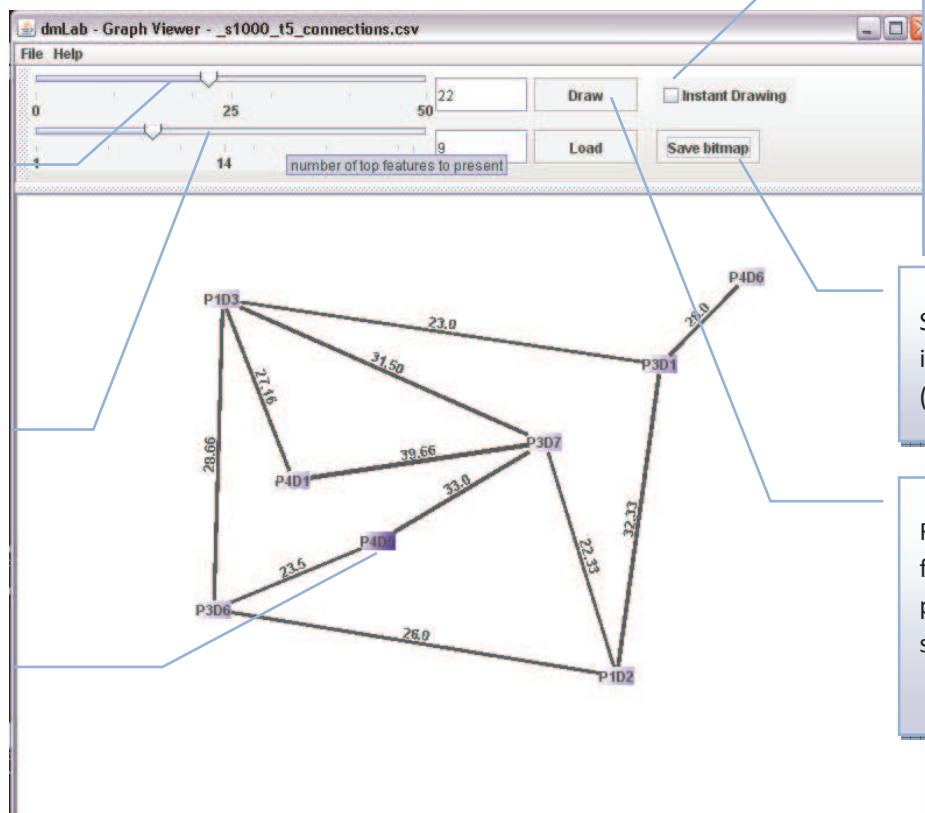 dmLab - Graph Viewer - _s1000_t5_connections.csv
File Help
0 25 50
22
Draw
Instant Drawing
1 14
number of top features to present
9
Load
Save bitmap
P4D6
P1D3
28.0
23.0
P3D1
31.50
27.16
P3D7
39.66
28.66
P4D1
33.0
32.33
P4D5
22.33
23.5
P3D6
26.0
P1D2
S
i
(
F
f
p
s